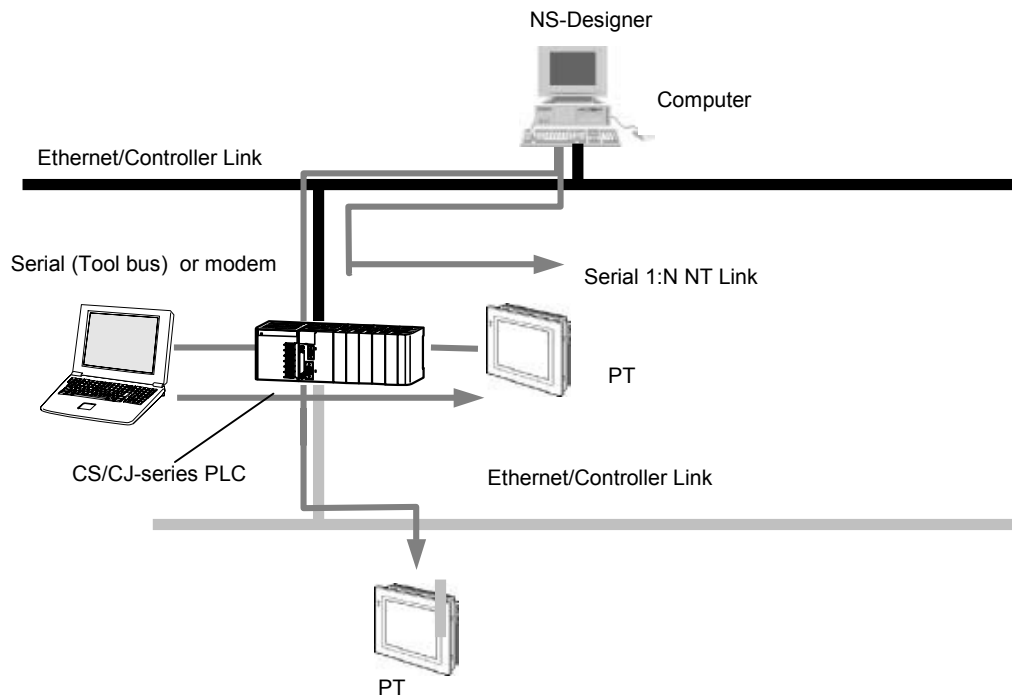 NS-Designer
Computer
Ethernet/Controller Link
Serial (Tool bus) or modem
Serial 1:N NT Link
PT
CS/CJ-series PLC
Ethernet/Controller Link
PT